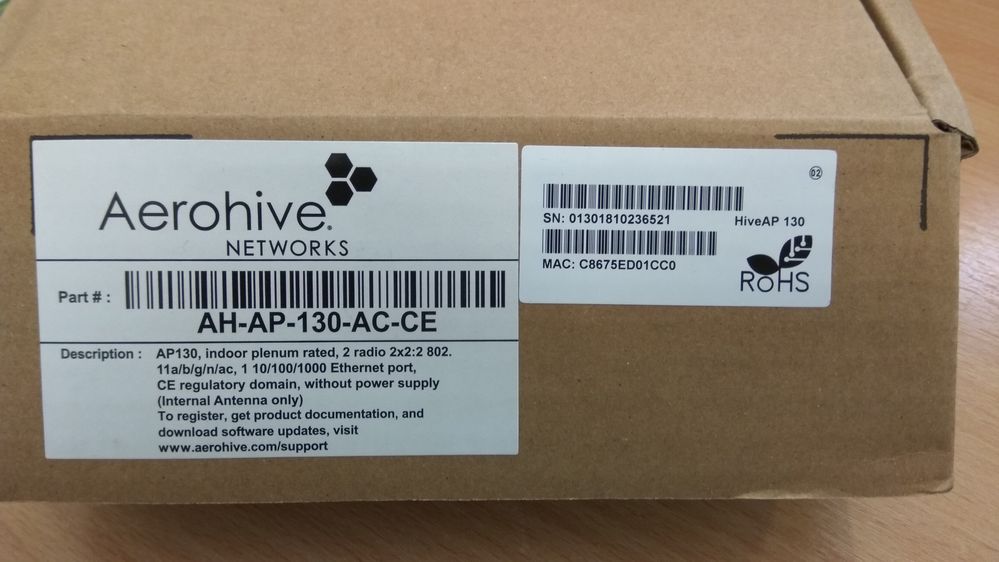 Aerohive
NETWORKS
Part # :
AH-AP-130-AC-CE
Description : AP130, indoor plenum rated, 2 radio 2x2:2 802.
11a/b/g/n/ac, 1 10/100/1000 Ethernet port,
CE regulatory domain, without power supply
(Internal Antenna only)
To register, get product documentation, and
download software updates, visit
www.aerohive.com/support
02
SN: 01301810236521 HiveAP 130
MAC: C8675ED01CC0
RoHS